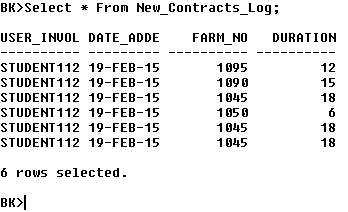 BK>Select * From New_Contracts_Log;
USER_INVOL DATE_ADDE    FARM_NO   DURATION
---------- --------- ---------- ----------
STUDENT112 19-FEB-15       1095         12
STUDENT112 19-FEB-15       1090         15
STUDENT112 19-FEB-15       1045         18
STUDENT112 19-FEB-15       1050          6
STUDENT112 19-FEB-15       1045         18
STUDENT112 19-FEB-15       1045         18
6 rows selected.
BK>